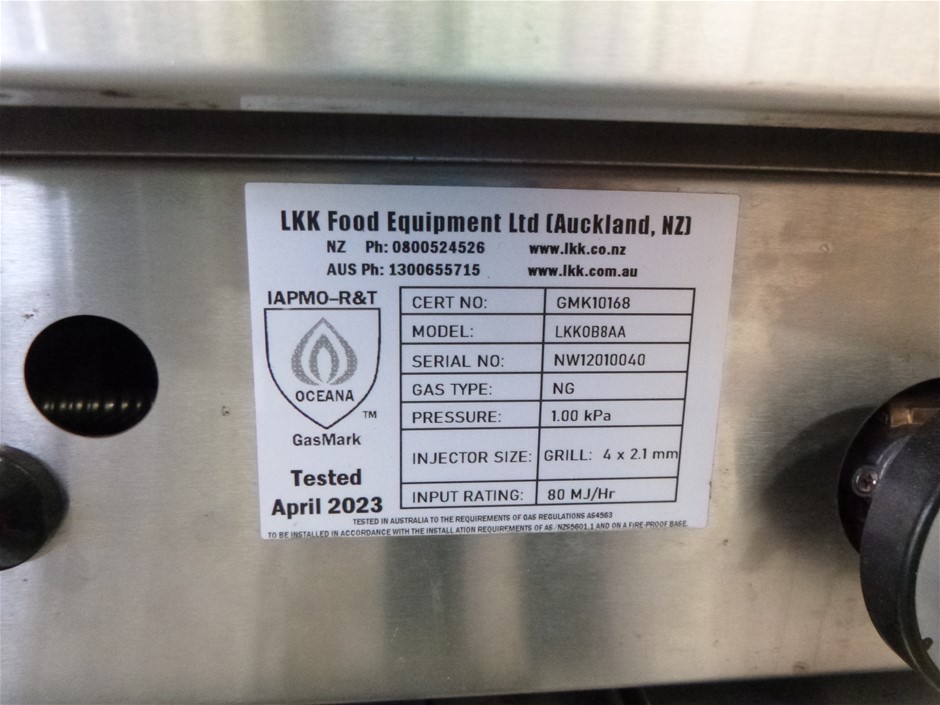 LKK Food Equipment Ltd (Auckland, NZ)
NZ Ph: 0800524526 www.lkk.co.nz
AUS Ph: 1300655715 www.lkk.com.au
IAPMO-R&T
OCEANA
TM
GasMark
Tested
April 2023
CERT NO: GMK10168
MODEL: LKKOB8AA
SERIAL NO: NW12010040
GAS TYPE: NG
PRESSURE: 1.00 kPa
INJECTOR SIZE: GRILL: 4 x 2.1 mm
INPUT RATING: 80 MJ/Hr
TESTED IN AUSTRALIA TO THE REQUIREMENTS OF GAS REGULATIONS AS4563
TO BE INSTALLED IN ACCORDANCE WITH THE INSTALLATION REQUIREMENTS OF AS/NZS5601.1 AND ON A FIRE-PROOF BASE.